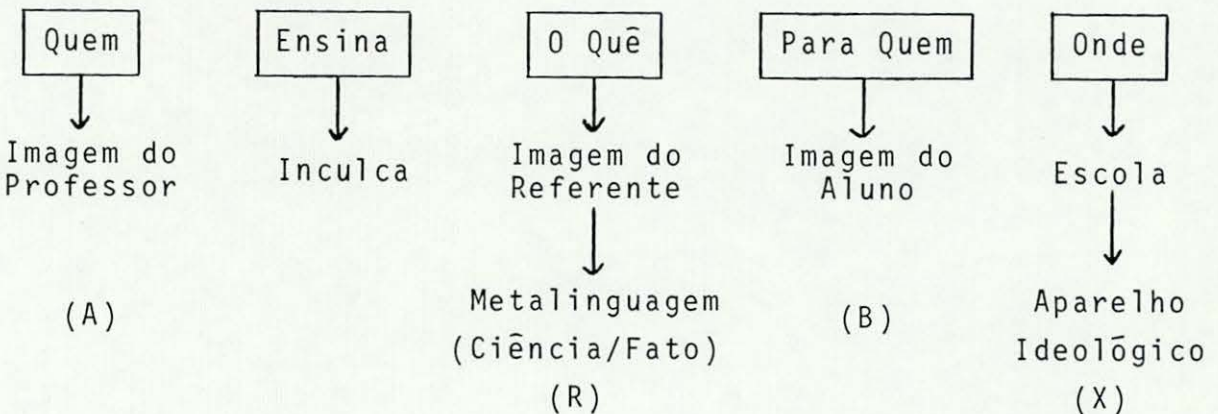 Quem Ensina O Quê Para Quem Onde
Imagem do
Professor
Inculca
Imagem do
Referente
Imagem do
Aluno
Escola
(A)
Metalinguagem
(Ciência/Fato)
(R)
(B)
Aparelho
Ideológico
(X)